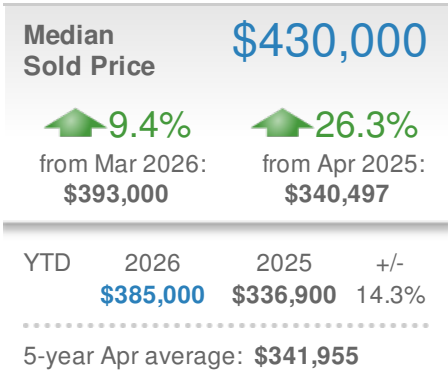 Median
Sold Price
$430,000
9.4%
from Mar 2026:
$393,000
26.3%
from Apr 2025:
$340,497
YTD 2026 2025 +/-
$385,000 $336,900 14.3%
5-year Apr average: $341,955